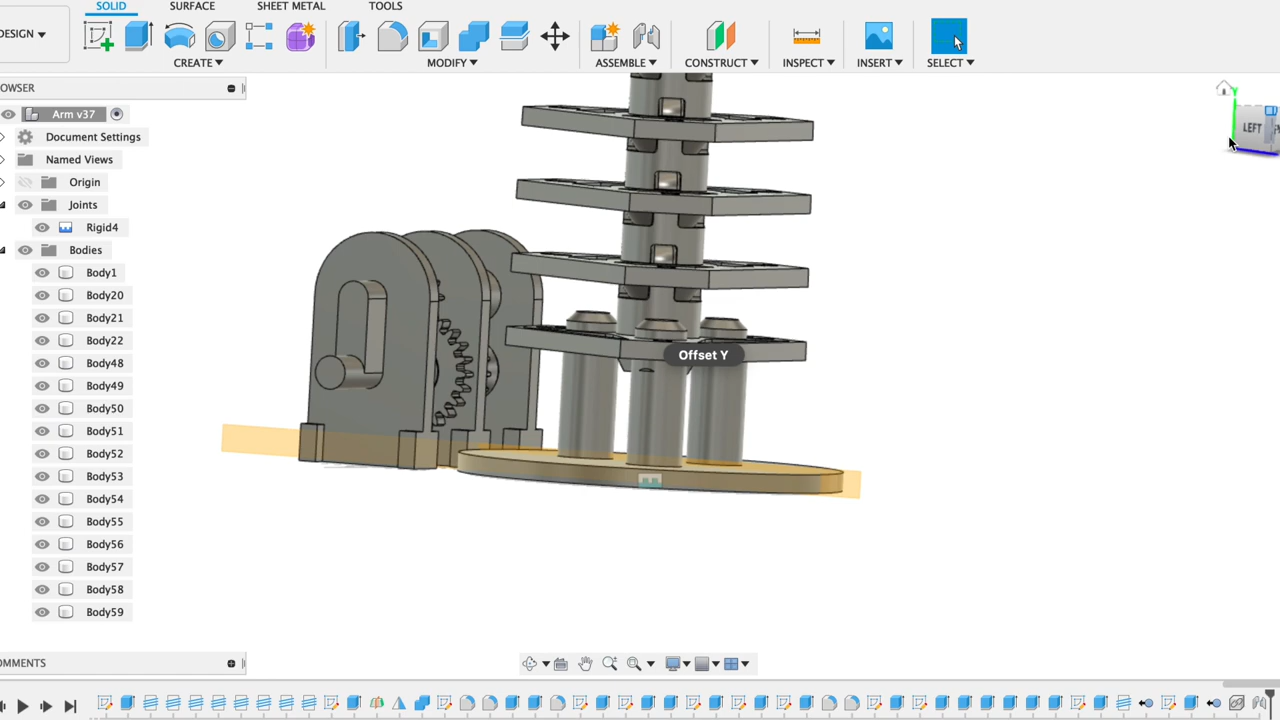 SOLID SURFACE SHEET METAL TOOLS
DESIGN
CREATE MODIFY ASSEMBLE CONSTRUCT INSPECT INSERT SELECT
OWSER
Arm v37
Document Settings
Named Views
Origin
Joints
Rigid4
Bodies
Body1
Body20
Body21
Body22
Body48
Body49
Body50
Body51
Body52
Body53
Body54
Body55
Body56
Body57
Body58
Body59
Offset Y
LEFT
OMMENTS